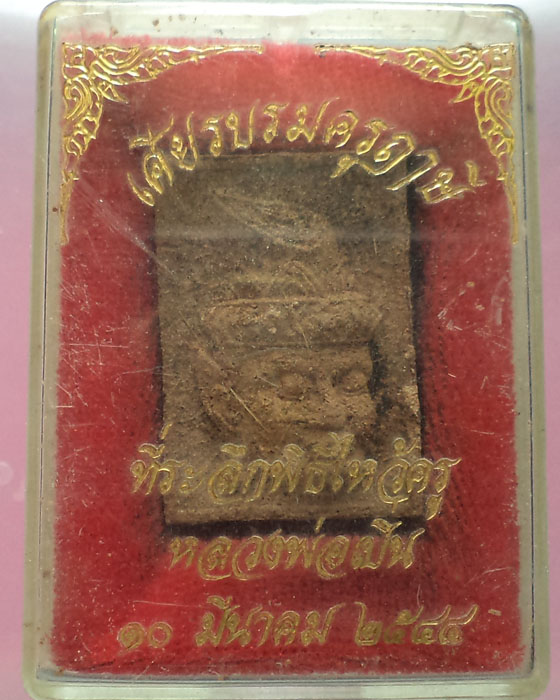 เศียรบรมครูฤาษี
ที่ระลึกพิธีไหว้ครู
หลวงพ่อเปิ่น
๑๐ มีนาคม ๒๕๔๔